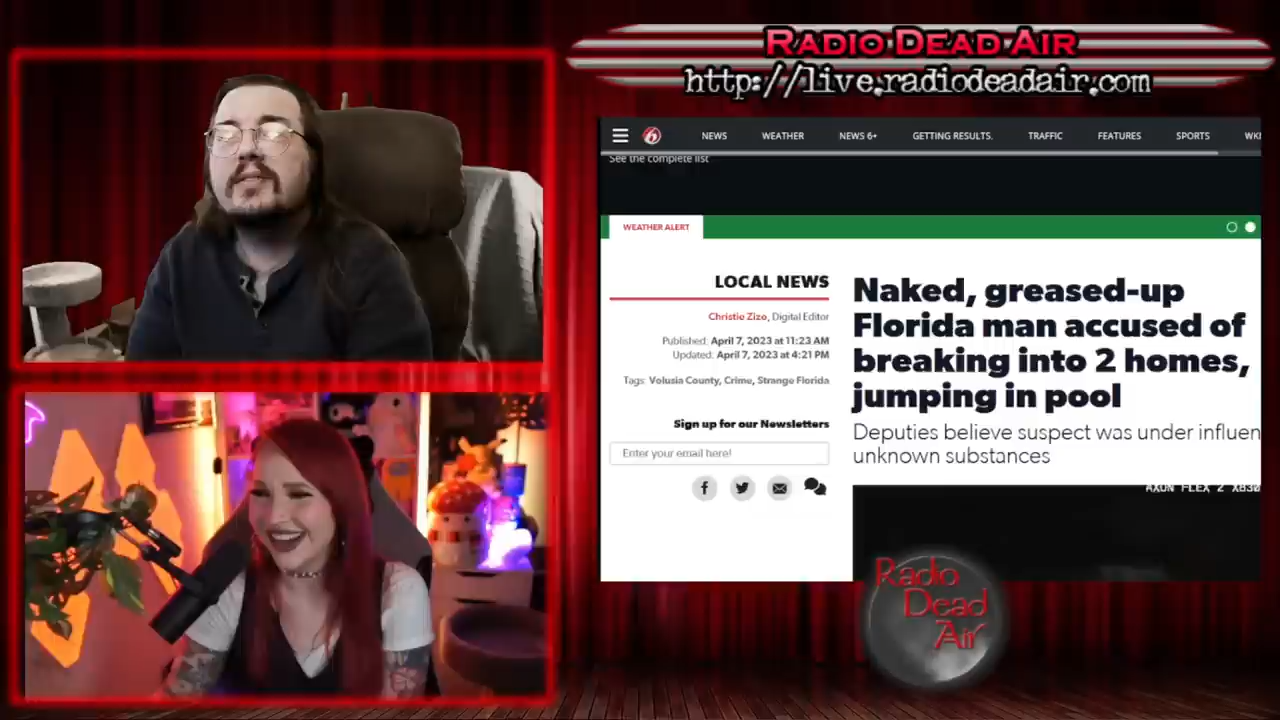 RADIO DEAD AIR
http://live.radiodeadair.com
NEWS WEATHER NEWS 6+ GETTING RESULTS. TRAFFIC FEATURES SPORTS
See the complete list
WEATHER ALERT
LOCAL NEWS
Christie Zizo, Digital Editor
Published: April 7, 2023 at 11:23 AM
Updated: April 7, 2023 at 4:21 PM
Tags: Volusia County, Crime, Strange Florida
Sign up for our Newsletters
Enter your email here!
Naked, greased-up
Florida man accused of
breaking into 2 homes,
jumping in pool
Deputies believe suspect was under influen
unknown substances
AXON FLEX 2
Radio
Dead
Air